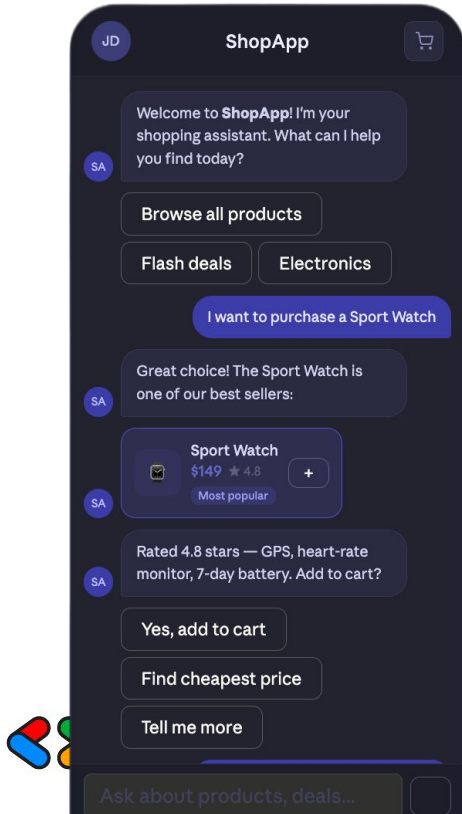 JD
ShopApp
Welcome to ShopApp! I'm your
shopping assistant. What can I help
you find today?
SA
Browse all products
Flash deals
Electronics
I want to purchase a Sport Watch
Great choice! The Sport Watch is
one of our best sellers:
SA
Sport Watch
$149 ★ 4.8
+
Most popular
SA
Rated 4.8 stars — GPS, heart-rate
monitor, 7-day battery. Add to cart?
SA
Yes, add to cart
Find cheapest price
Tell me more
Ask about products, deals...